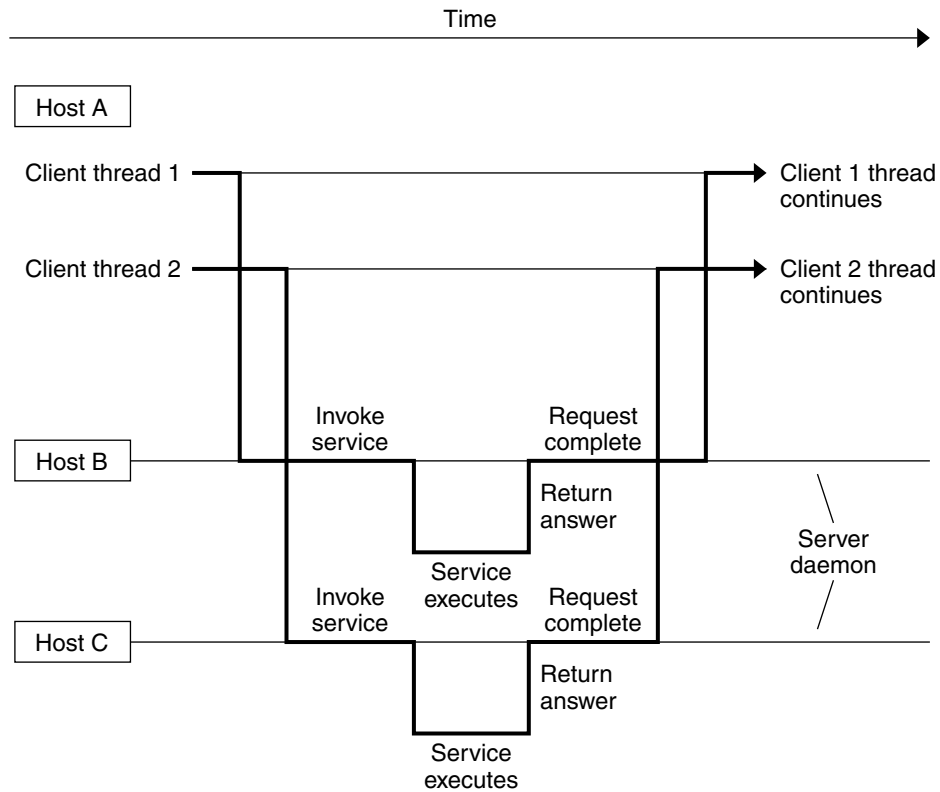 Time
Host A
Client thread 1
Client 1 thread
continues
Client thread 2
Client 2 thread
continues
Invoke
service
Request
complete
Host B
Return
answer
Server
daemon
Service
executes
Invoke
service
Request
complete
Host C
Return
answer
Service
executes